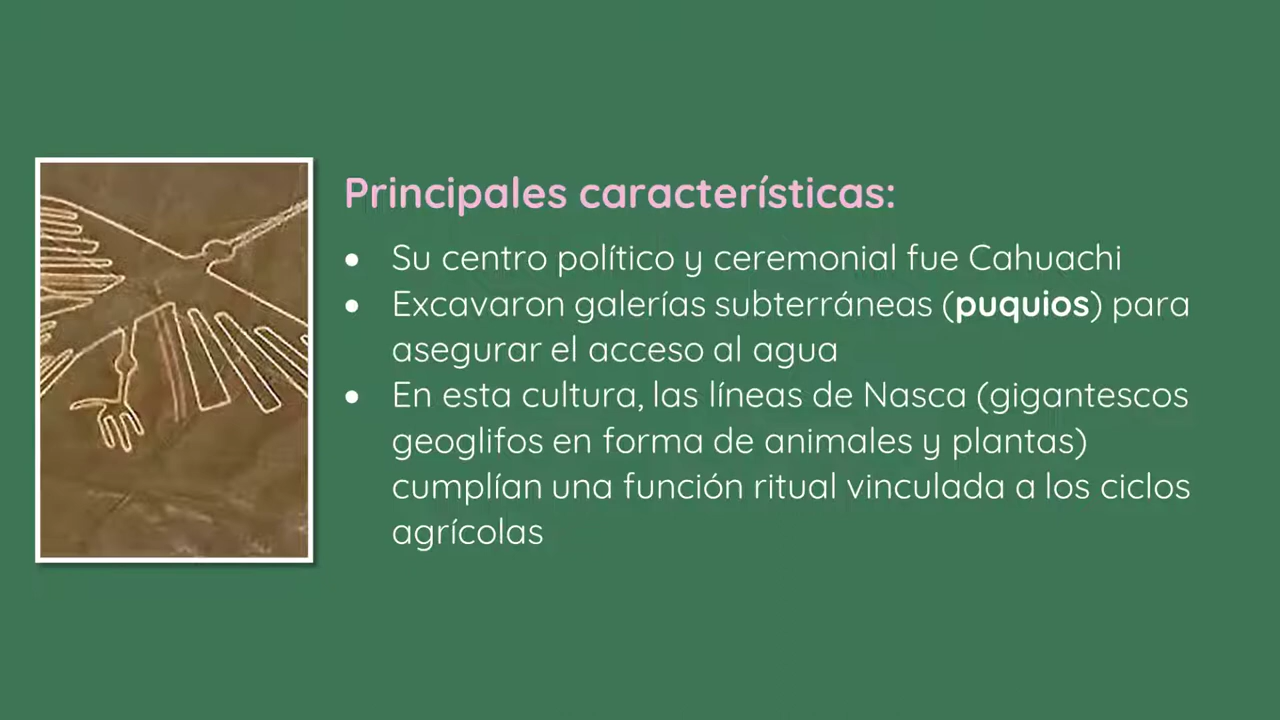 Principales características:
• Su centro político y ceremonial fue Cahuachi
• Excavaron galerías subterráneas (puquios) para
asegurar el acceso al agua
• En esta cultura, las líneas de Nasca (gigantescos
geoglifos en forma de animales y plantas)
cumplían una función ritual vinculada a los ciclos
agrícolas